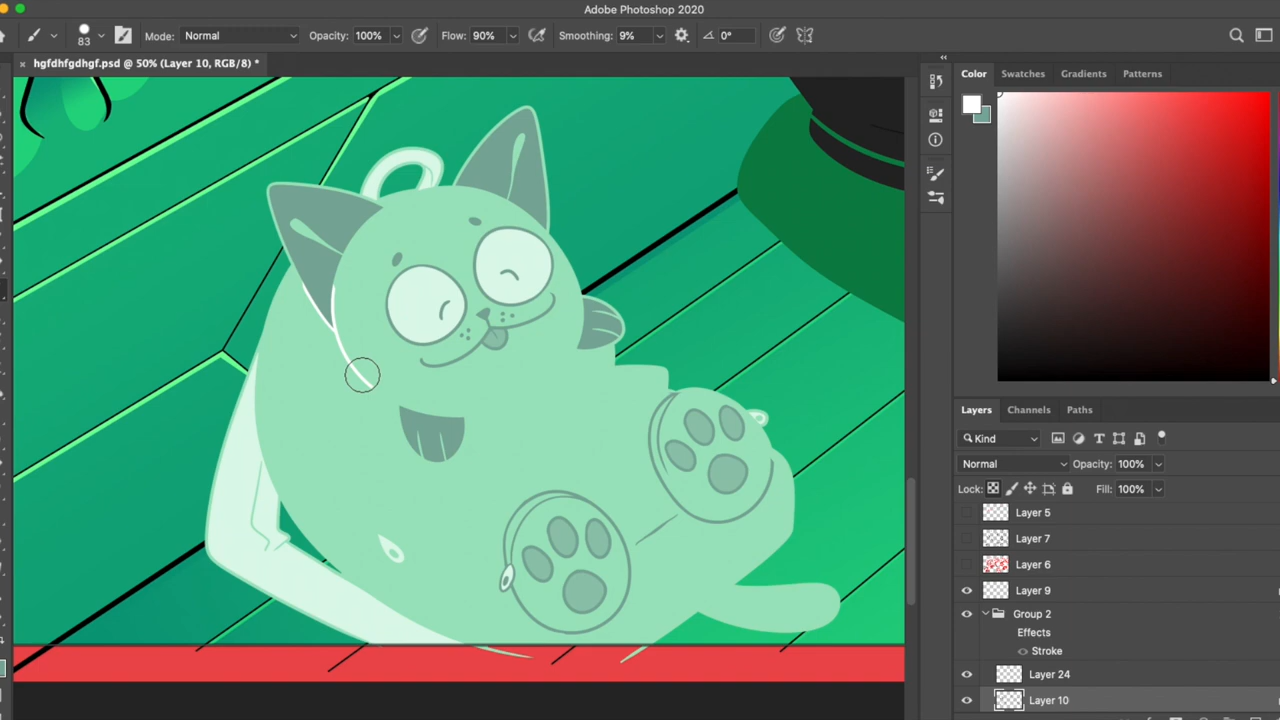 Adobe Photoshop 2020
83 Mode: Normal Opacity: 100% Flow: 90% Smoothing: 9% 0°
× hgfdhfgdhgf.psd @ 50% (Layer 10, RGB/8) *
Color Swatches Gradients Patterns
Layers Channels Paths
Kind
Normal Opacity: 100%
Lock: Fill: 100%
Layer 5
Layer 7
Layer 6
Layer 9
Group 2
Effects
Stroke
Layer 24
Layer 10